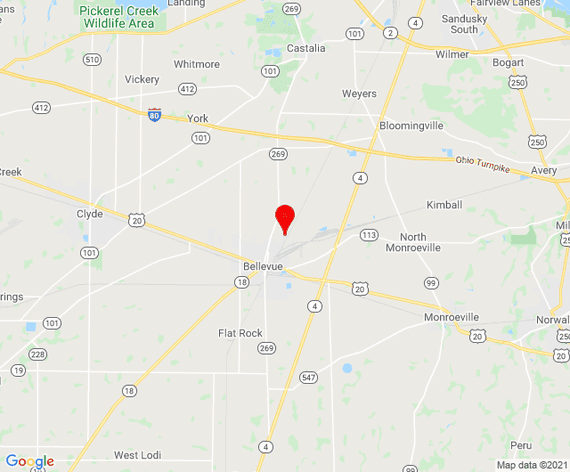 Pickerel Creek
Wildlife Area
Landing
Fairview Lanes
269
Sandusky
South
101
2
4
Castalia
Wilmer
Bogart
510
Whitmore
101
Vickery
250
412
Weyers
412
80
York
Bloomingville
101
250
269
Ohio Turnpike
Avery
Creek
4
Kimball
Clyde
20
North
Monroeville
113
101
Bellevue
18
99
20
4
Monroeville
Norwal
101
Flat Rock
20
250
228
269
20
19
547
18
99
4
Peru
West Lodi
Google
Map data ©2021